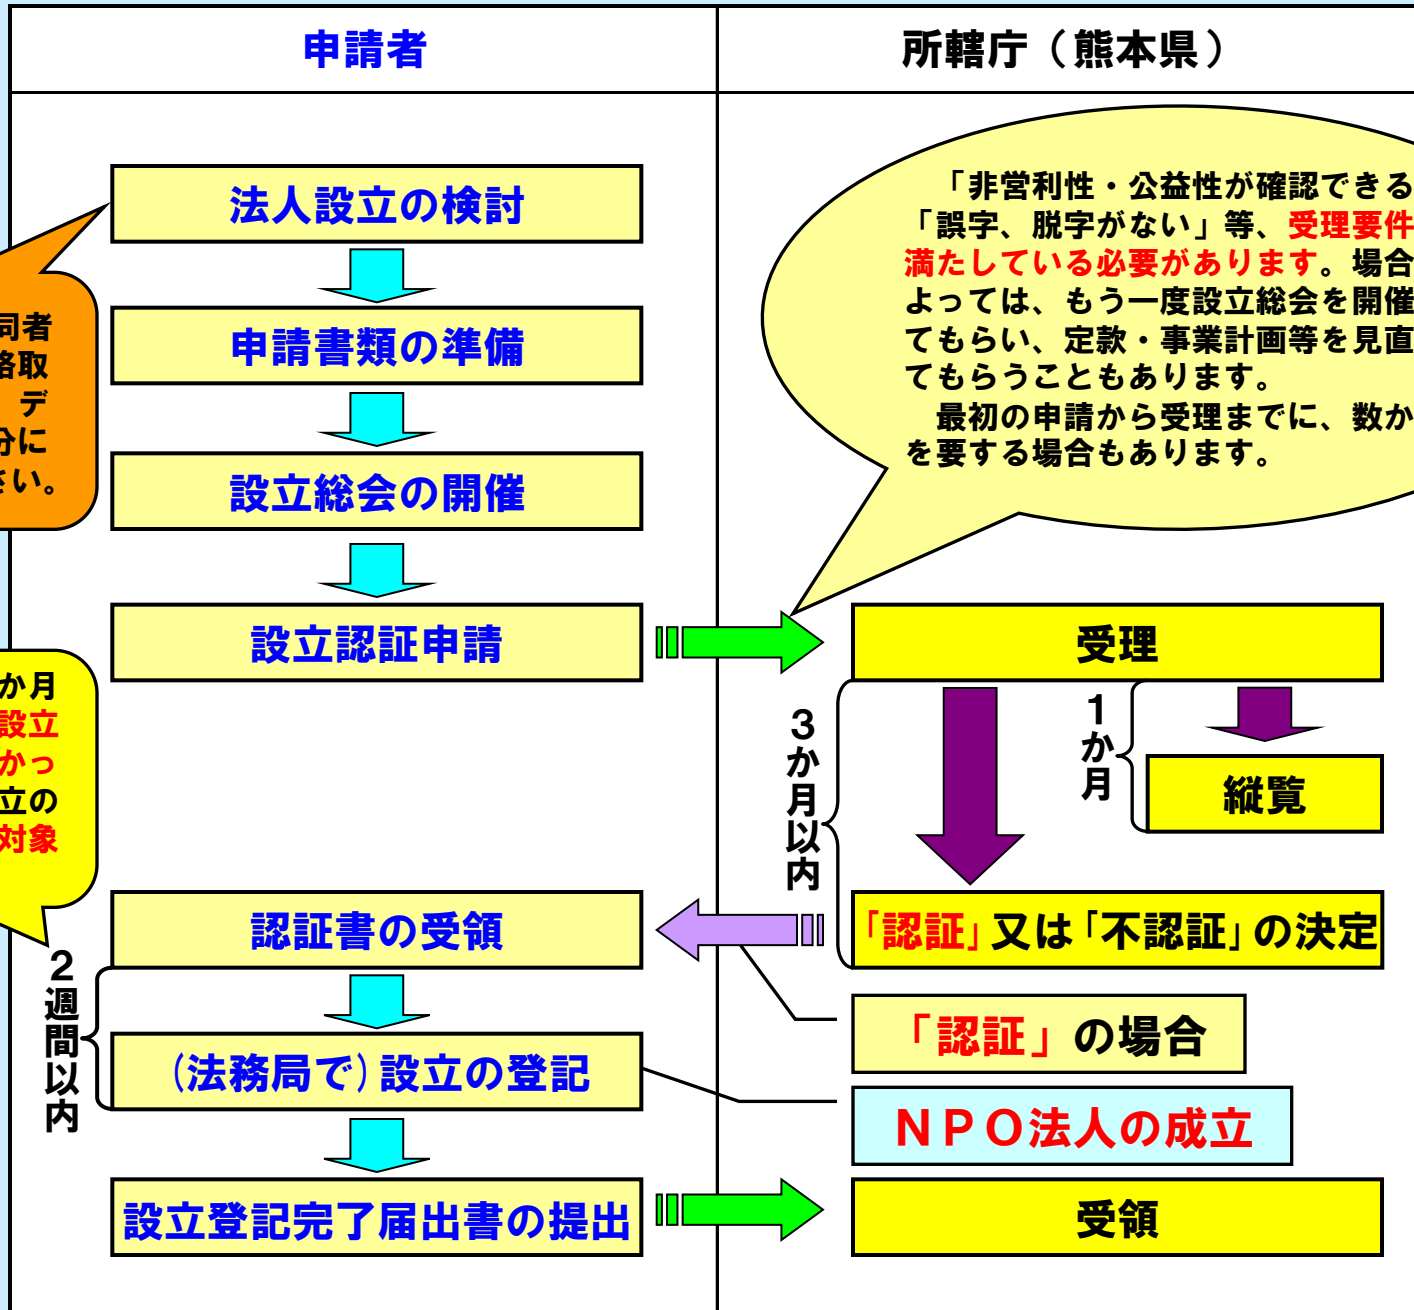 申請者
所轄庁（熊本県）
法人設立の検討
申請書類の準備
設立総会の開催
設立認証申請
認証書の受領
（法務局で）設立の登記
設立登記完了届出書の提出
２週間以内
同者
取
デ
分に
さい。
か月
設立
かっ
立の
対象
「非営利性・公益性が確認できる
「誤字、脱字がない」等、受理要件
満たしている必要があります。場合
よっては、もう一度設立総会を開催
てもらい、定款・事業計画等を見直
てもらうこともあります。
最初の申請から受理までに、数か
を要する場合もあります。
受理
３か月以内
１か月
縦覧
「認証」又は「不認証」の決定
「認証」の場合
ＮＰＯ法人の成立
受領